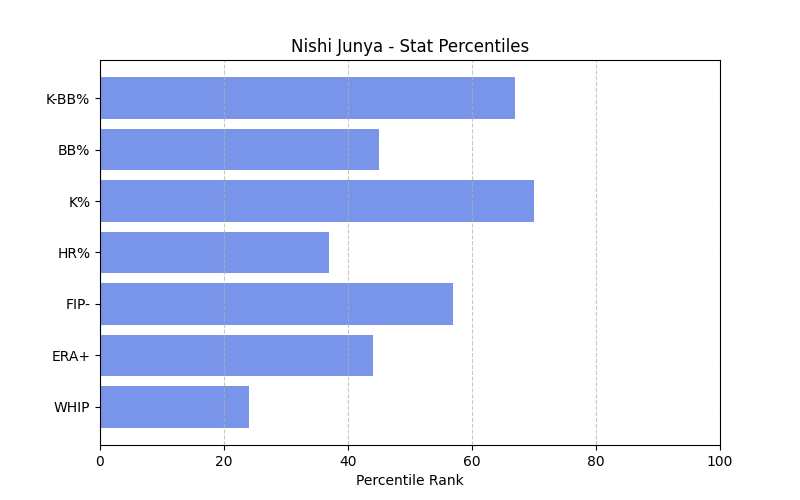 Nishi Junya - Stat Percentiles
K-BB%
BB%
K%
HR%
FIP-
ERA+
WHIP
0 20 40 60 80 100
Percentile Rank